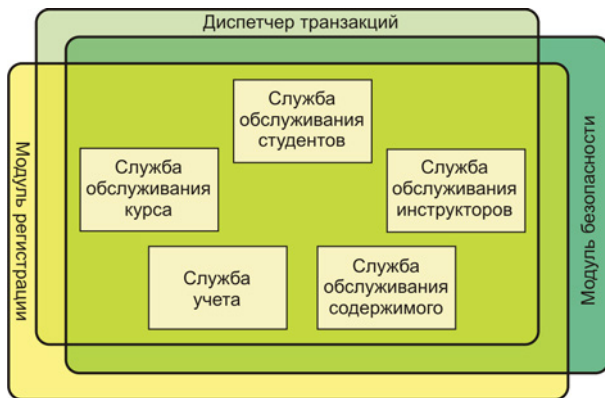 Диспетчер транзакций
Модуль регистрации
Модуль безопасности
Служба
обслуживания
студентов
Служба
обслуживания
курса
Служба
обслуживания
инструкторов
Служба
учета
Служба
обслуживания
содержимого